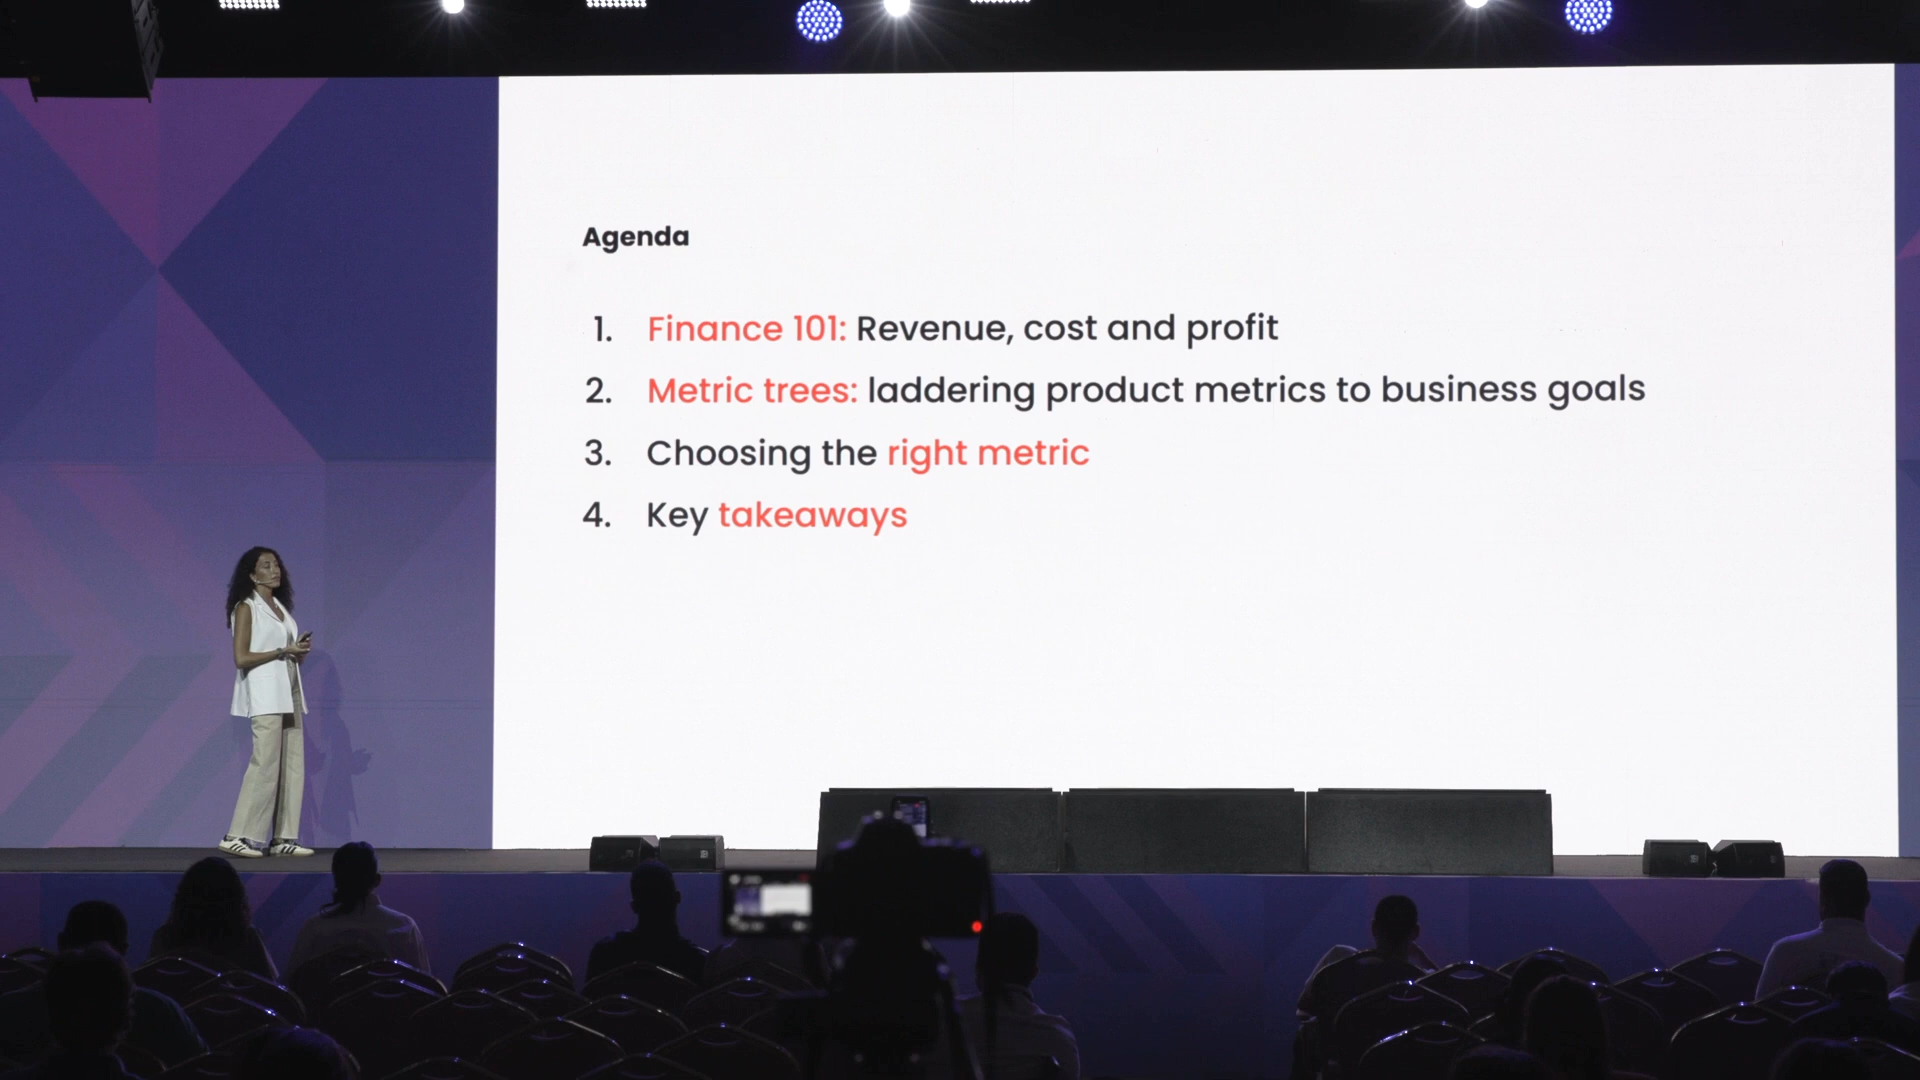 Agenda
1. Finance 101: Revenue, cost and profit
2. Metric trees: laddering product metrics to business goals
3. Choosing the right metric
4. Key takeaways